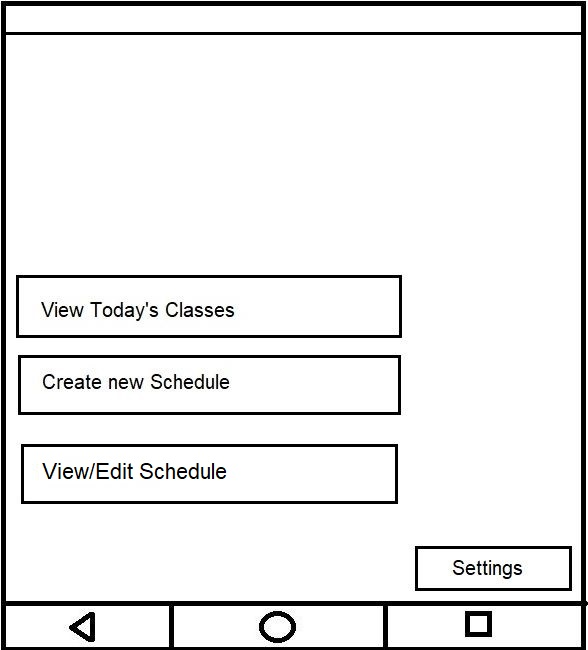 View Today's Classes
Create new Schedule
View/Edit Schedule
Settings